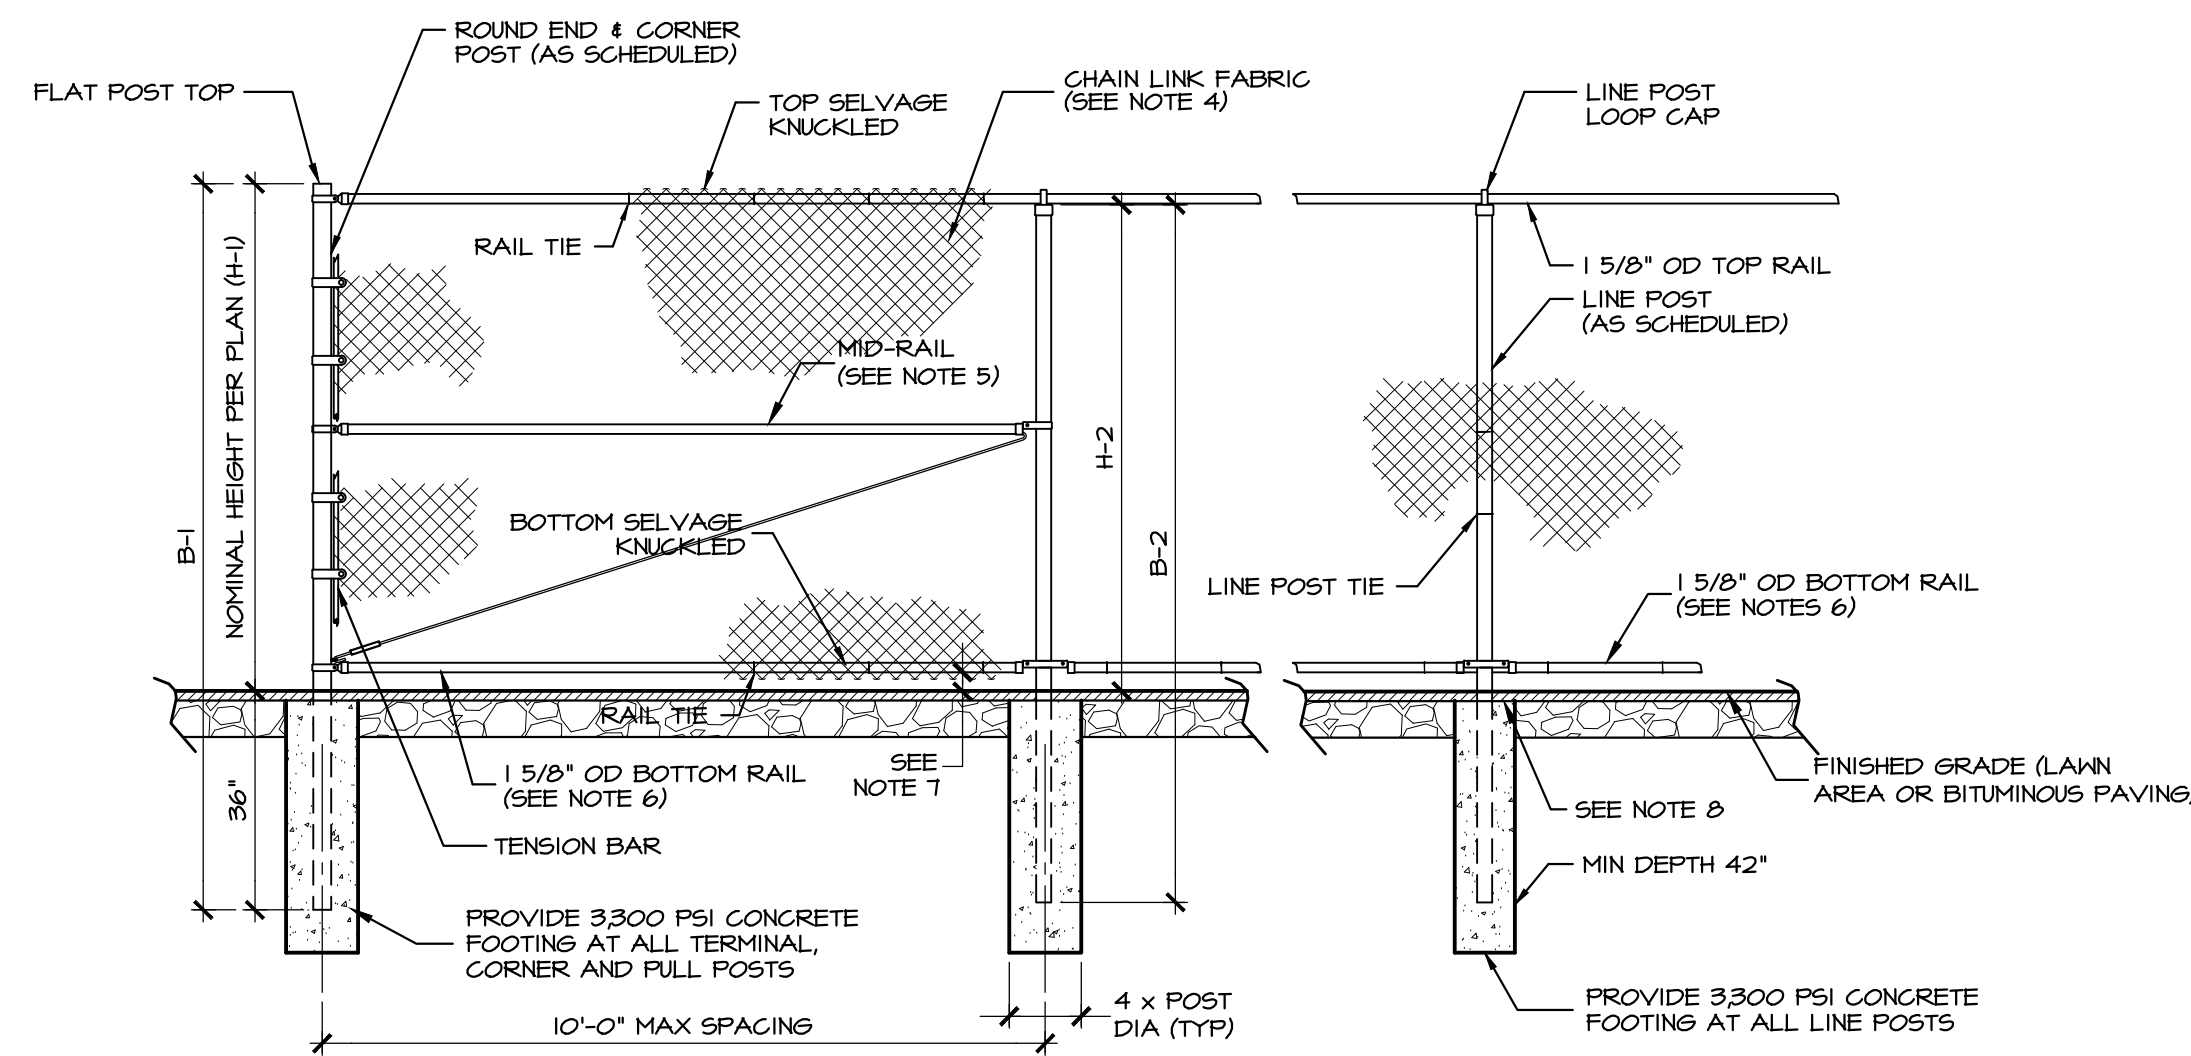 ROUND END & CORNER
POST (AS SCHEDULED)
FLAT POST TOP
TOP SELVAGE
KNUCKLED
CHAIN LINK FABRIC
(SEE NOTE 4)
LINE POST
LOOP CAP
RAIL TIE
1 5/8" OD TOP RAIL
LINE POST
(AS SCHEDULED)
MID-RAIL
(SEE NOTE 5)
NOMINAL HEIGHT PER PLAN (H-1)
B-1
H-2
B-2
BOTTOM SELVAGE
KNUCKLED
LINE POST TIE
1 5/8" OD BOTTOM RAIL
(SEE NOTES 6)
RAIL TIE
SEE
NOTE 7
1 5/8" OD BOTTOM RAIL
(SEE NOTE 6)
36"
TENSION BAR
FINISHED GRADE (LAWN
AREA OR BITUMINOUS PAVING
SEE NOTE 8
MIN DEPTH 42"
PROVIDE 3,300 PSI CONCRETE
FOOTING AT ALL TERMINAL,
CORNER AND PULL POSTS
4 x POST
DIA (TYP)
PROVIDE 3,300 PSI CONCRETE
FOOTING AT ALL LINE POSTS
10'-0" MAX SPACING